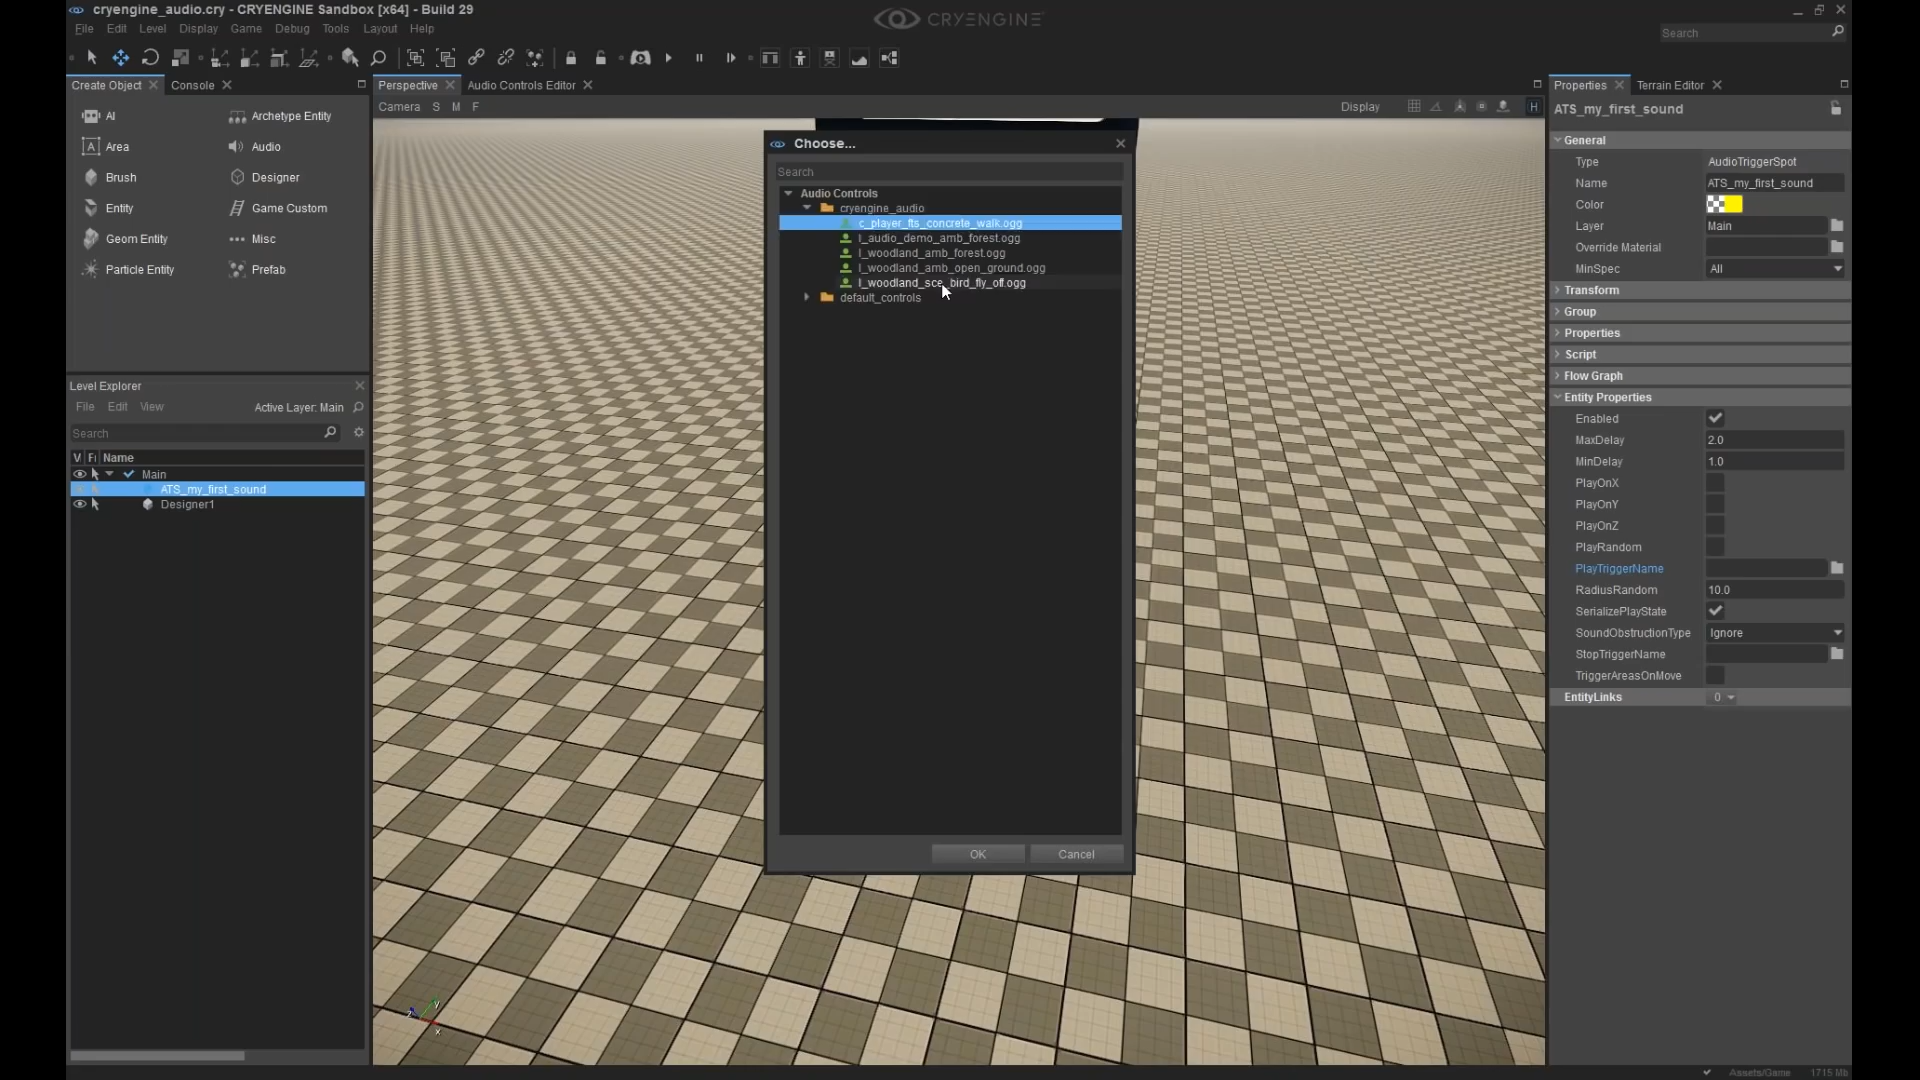 cryengine_audio.cry - CRYENGINE Sandbox [x64] - Build 29
CRYENGINE
File Edit Level Display Game Debug Tools Layout Help
Search
Create Object
Console
Perspective
Audio Controls Editor
Properties
Terrain Editor
Camera S M F
Display
H
AI
Archetype Entity
Area
Audio
Brush
Designer
Entity
Game Custom
Geom Entity
Misc
Particle Entity
Prefab
Level Explorer
File Edit View
Active Layer: Main
Search
Name
Main
ATS_my_first_sound
Designer1
Choose...
Search
Audio Controls
cryengine_audio
c_player_fts_concrete_walk.ogg
l_audio_demo_amb_forest.ogg
l_woodland_amb_forest.ogg
l_woodland_amb_open_ground.ogg
l_woodland_sce_bird_fly_off.ogg
default_controls
OK
Cancel
ATS_my_first_sound
General
Type AudioTriggerSpot
Name ATS_my_first_sound
Color
Layer Main
Override Material
MinSpec All
Transform
Group
Properties
Script
Flow Graph
Entity Properties
Enabled
MaxDelay 2.0
MinDelay 1.0
PlayOnX
PlayOnY
PlayOnZ
PlayRandom
PlayTriggerName
RadiusRandom 10.0
SerializePlayState
SoundObstructionType Ignore
StopTriggerName
TriggerAreasOnMove
EntityLinks 0
z y
x
Assets/Game 1715 Mb